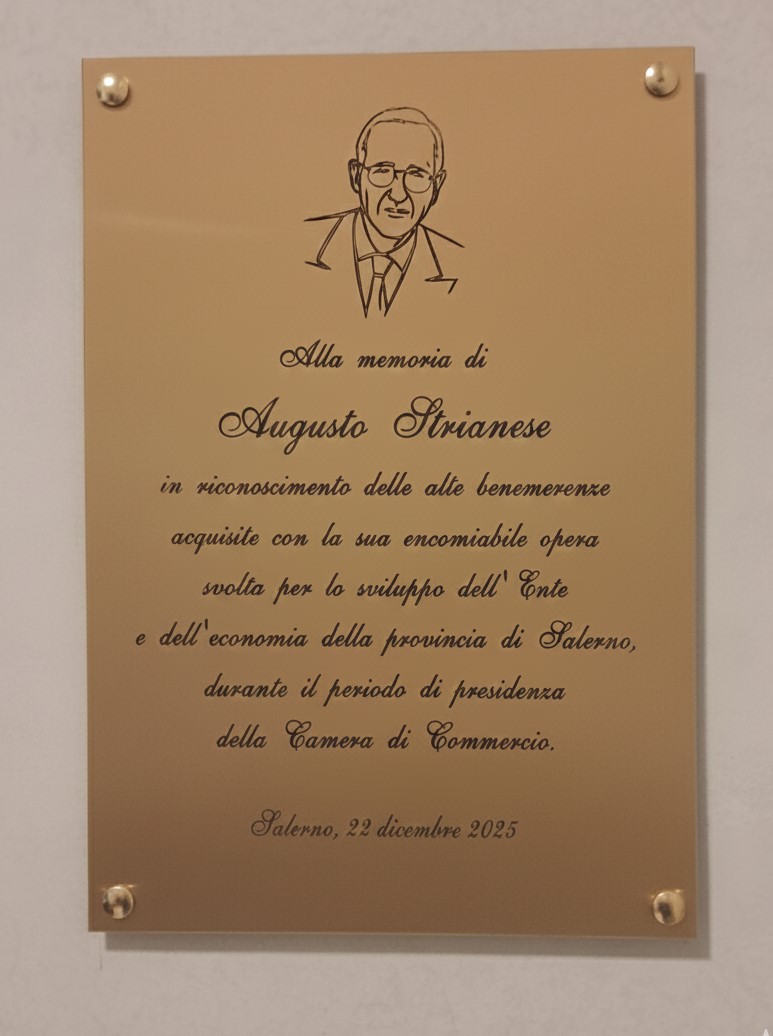 Alla memoria di
Augusto Strianese
in riconoscimento delle alte benemerenze
acquisite con la sua encomiabile opera
svolta per lo sviluppo dell' Ente
e dell'economia della provincia di Salerno,
durante il periodo di presidenza
della Camera di Commercio.
Salerno, 22 dicembre 2025